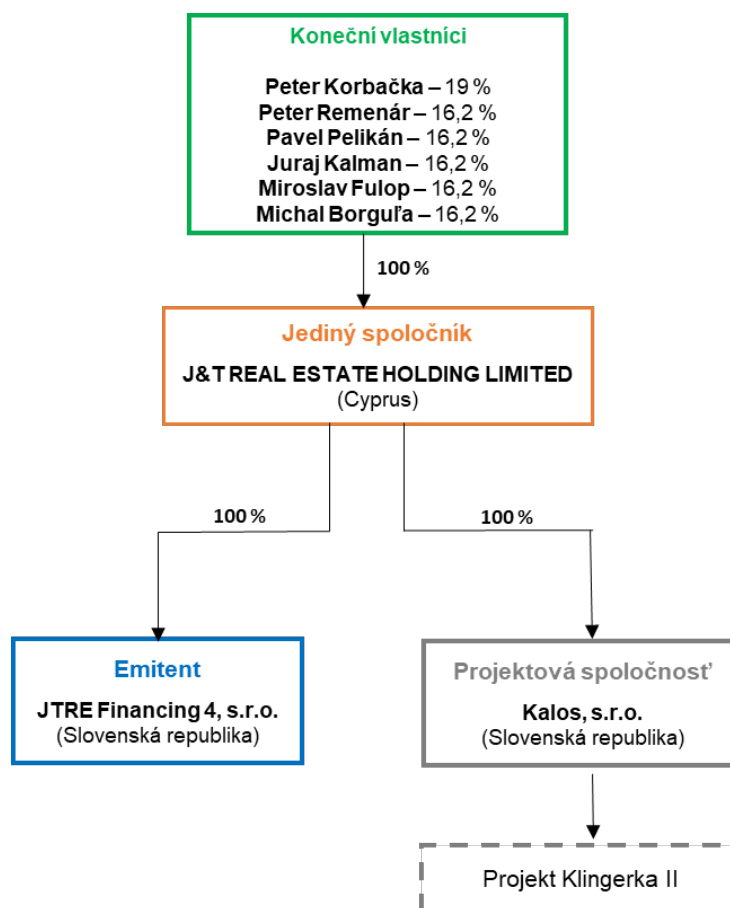 Koneční vlastníci
Peter Korbačka – 19 %
Peter Remenár – 16,2 %
Pavel Pelikán – 16,2 %
Juraj Kalman – 16,2 %
Miroslav Fulop – 16,2 %
Michal Borguľa – 16,2 %
100 %
Jediný spoločník
J&T REAL ESTATE HOLDING LIMITED
(Cyprus)
100 %
100 %
Emitent
JTRE Financing 4, s.r.o.
(Slovenská republika)
Projektová spoločnosť
Kalos, s.r.o.
(Slovenská republika)
Projekt Klingerka II